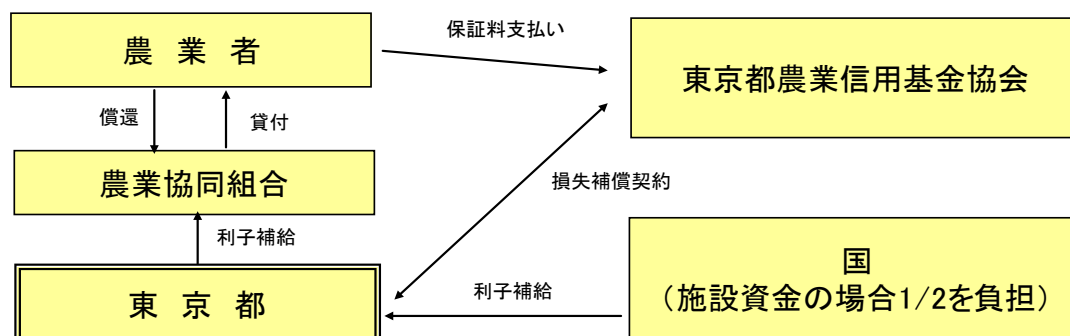 農 業 者
保証料支払い
東京都農業信用基金協会
償還
貸付
農業協同組合
損失補償契約
利子補給
東 京 都
利子補給
国
（施設資金の場合1/2を負担）